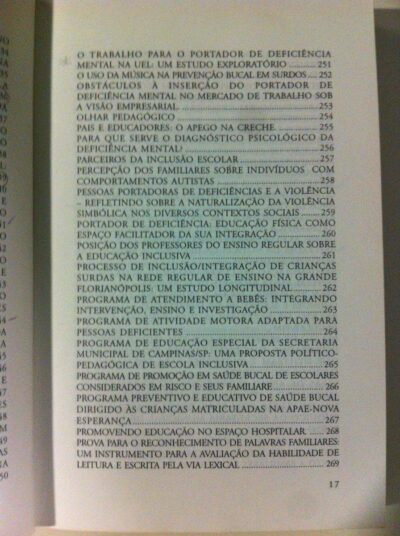 O TRABALHO PARA O PORTADOR DE DEFICIÊNCIA
MENTAL NA UEL: UM ESTUDO EXPLORATÓRIO ......... 251
O USO DA MÚSICA NA PREVENÇÃO BUCAL EM SURDOS .... 252
OBSTÁCULOS À INSERÇÃO DO PORTADOR DE
DEFICIÊNCIA MENTAL NO MERCADO DE TRABALHO SOB
A VISÃO EMPRESARIAL. ......... 253
OLHAR PEDAGÓGICO ......... 254
PAIS E EDUCADORES: O APEGO NA CRECHE ......... 255
PARA QUE SERVE O DIAGNÓSTICO PSICOLÓGICO DA
DEFICIÊNCIA MENTAL? ......... 256
PARCEIROS DA INCLUSÃO ESCOLAR ......... 257
PERCEPÇÃO DOS FAMILIARES SOBRE INDIVÍDUOS COM
COMPORTAMENTOS AUTISTAS ......... 258
PESSOAS PORTADORAS DE DEFICIÊNCIAS E A VIOLÊNCIA
– REFLETINDO SOBRE A NATURALIZAÇÃO DA VIOLÊNCIA
SIMBÓLICA NOS DIVERSOS CONTEXTOS SOCIAIS ......... 259
PORTADOR DE DEFICIÊNCIA: EDUCAÇÃO FÍSICA COMO
ESPAÇO FACILITADOR DA SUA INTEGRAÇÃO ......... 260
POSIÇÃO DOS PROFESSORES DO ENSINO REGULAR SOBRE
A EDUCAÇÃO INCLUSIVA ......... 261
PROCESSO DE INCLUSÃO/INTEGRAÇÃO DE CRIANÇAS
SURDAS NA REDE REGULAR DE ENSINO NA GRANDE
FLORIANÓPOLIS: UM ESTUDO LONGITUDINAL ......... 262
PROGRAMA DE ATENDIMENTO A BEBÊS: INTEGRANDO
INTERVENÇÃO, ENSINO E INVESTIGAÇÃO ......... 263
PROGRAMA DE ATIVIDADE MOTORA ADAPTADA PARA
PESSOAS DEFICIENTES ......... 264
PROGRAMA DE EDUCAÇÃO ESPECIAL DA SECRETARIA
MUNICIPAL DE CAMPINAS/SP: UMA PROPOSTA POLÍTICO-
PEDAGÓGICA DE ESCOLA INCLUSIVA ......... 265
PROGRAMA DE PROMOÇÃO EM SAÚDE BUCAL DE ESCOLARES
CONSIDERADOS EM RISCO E SEUS FAMILIARE ......... 266
PROGRAMA PREVENTIVO E EDUCATIVO DE SAÚDE BUCAL
DIRIGIDO ÀS CRIANÇAS MATRICULADAS NA APAE-NOVA
ESPERANÇA ......... 267
PROMOVENDO EDUCAÇÃO NO ESPAÇO HOSPITALAR ...... 268
PROVA PARA O RECONHECIMENTO DE PALAVRAS FAMILIARES:
UM INSTRUMENTO PARA A AVALIAÇÃO DA HABILIDADE DE
LEITURA E ESCRITA PELA VIA LEXICAL ......... 269
17